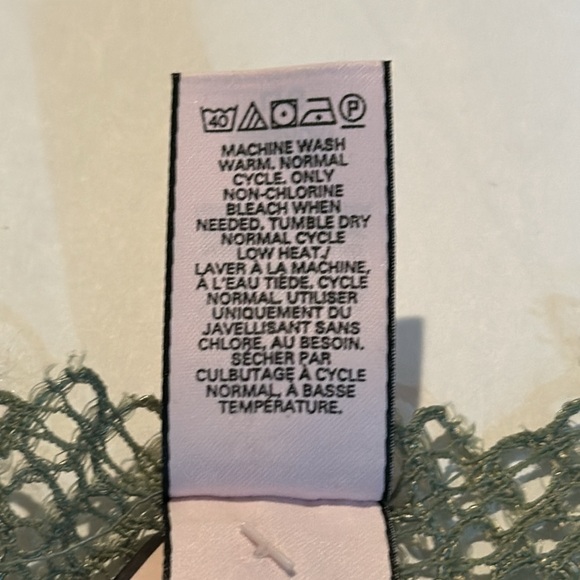 40 P
MACHINE WASH
WARM, NORMAL
CYCLE, ONLY
NON-CHLORINE
BLEACH WHEN
NEEDED, TUMBLE DRY
NORMAL CYCLE
LOW HEAT./
LAVER À LA MACHINE,
À L'EAU TIÈDE, CYCLE
NORMAL, UTILISER
UNIQUEMENT DU
JAVELLISANT SANS
CHLORE, AU BESOIN.
SÉCHER PAR
CULBUTAGE À CYCLE
NORMAL, À BASSE
TEMPÉRATURE.